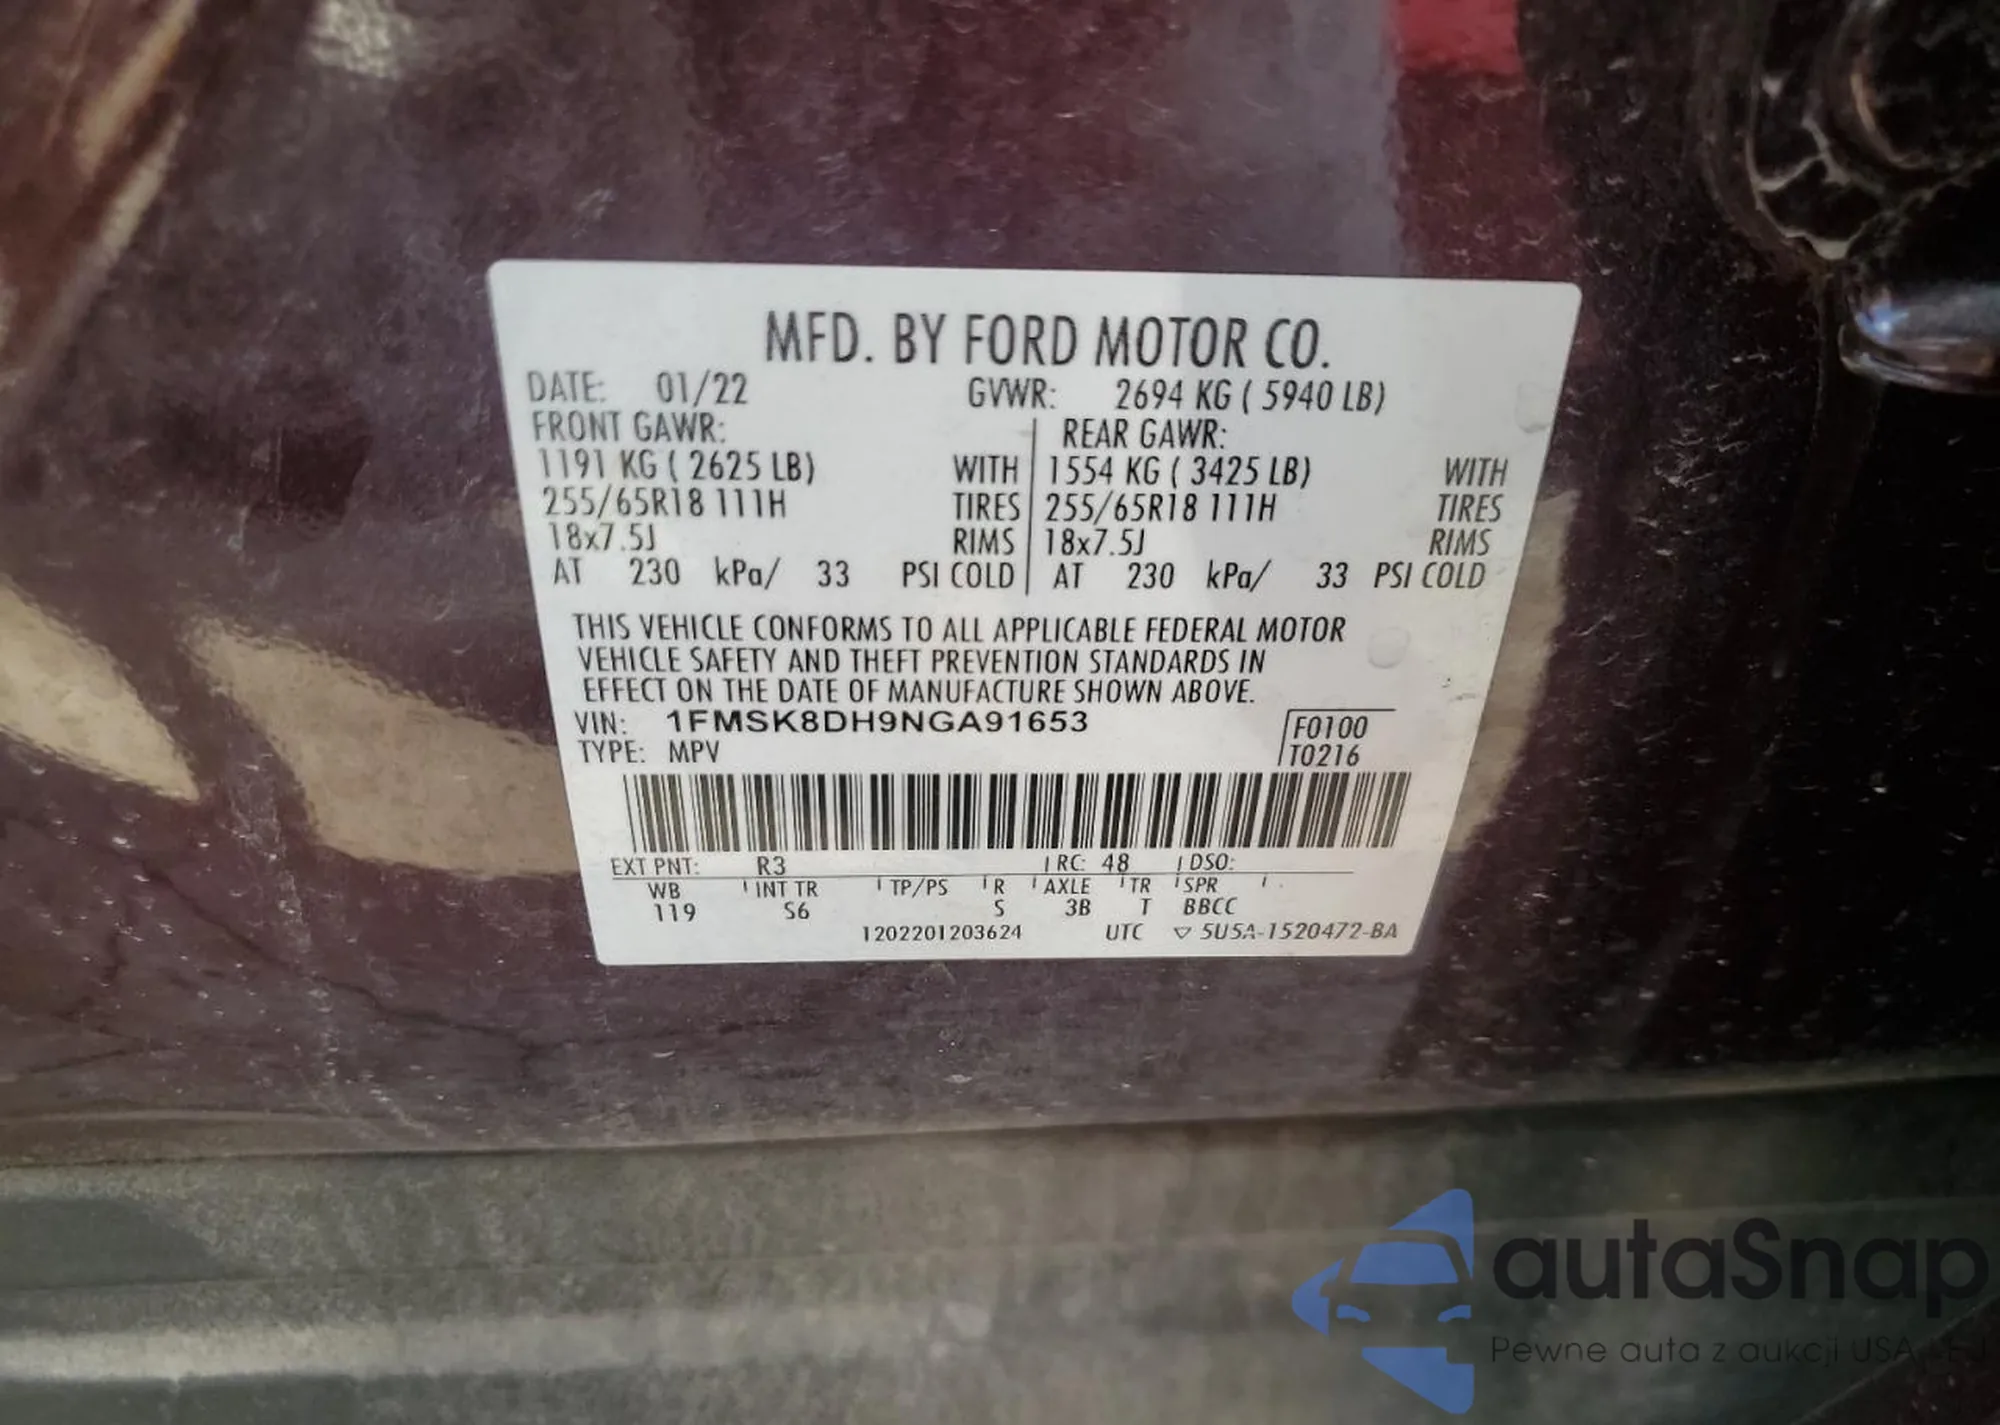 MFD. BY FORD MOTOR CO.
DATE: 01/22 GVWR: 2694 KG ( 5940 LB)
FRONT GAWR: REAR GAWR:
1191 KG ( 2625 LB) WITH 1554 KG ( 3425 LB) WITH
255/65R18 111H TIRES 255/65R18 111H TIRES
18x7.5J RIMS 18x7.5J RIMS
AT 230 kPa/ 33 PSI COLD AT 230 kPa/ 33 PSI COLD
THIS VEHICLE CONFORMS TO ALL APPLICABLE FEDERAL MOTOR
VEHICLE SAFETY AND THEFT PREVENTION STANDARDS IN
EFFECT ON THE DATE OF MANUFACTURE SHOWN ABOVE.
VIN: 1FMSK8DH9NGA91653 F0100
TYPE: MPV T0216
EXT PNT: R3 RC: 48 DSO:
WB INT TR TP/PS R AXLE TR SPR
119 S6 S 3B T BBCC
1202201203624 UTC ▽ 5U5A-1520472-BA
autaSnap
Pewne auta z aukcji USA